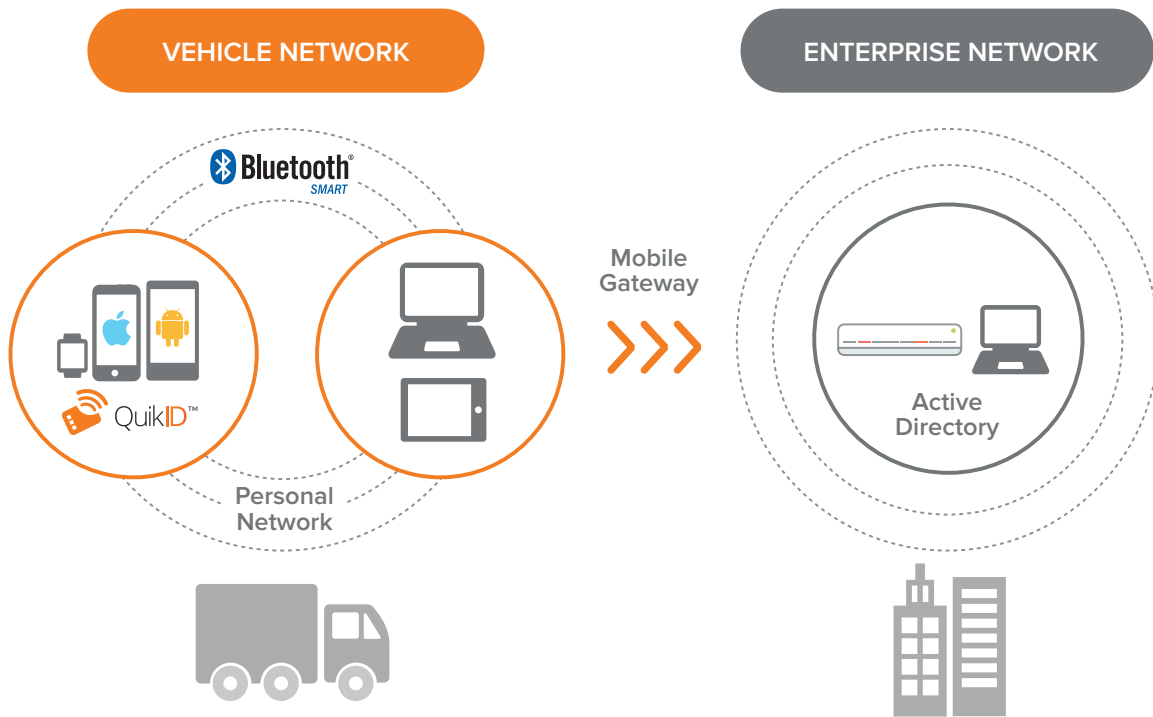 VEHICLE NETWORK
ENTERPRISE NETWORK
Bluetooth®
SMART
Mobile
Gateway
QuikID™
Active
Directory
Personal
Network